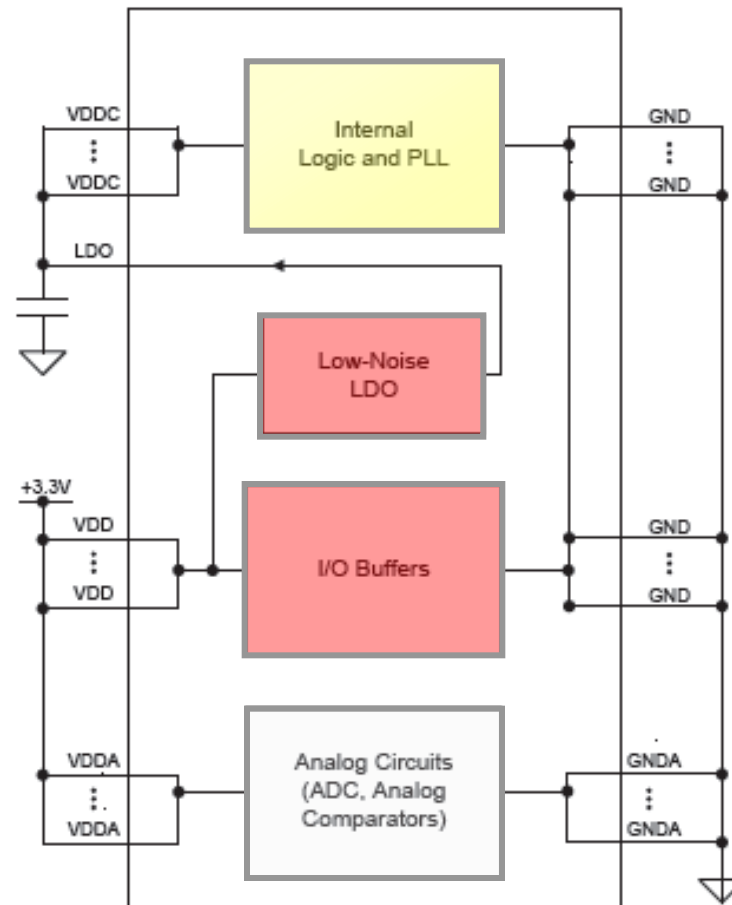 VDDC
Internal
Logic and PLL
GND
VDDC
GND
LDO
Low-Noise
LDO
+3.3V
VDD
GND
I/O Buffers
VDD
GND
VDDA
Analog Circuits
(ADC, Analog
Comparators)
GNDA
VDDA
GNDA